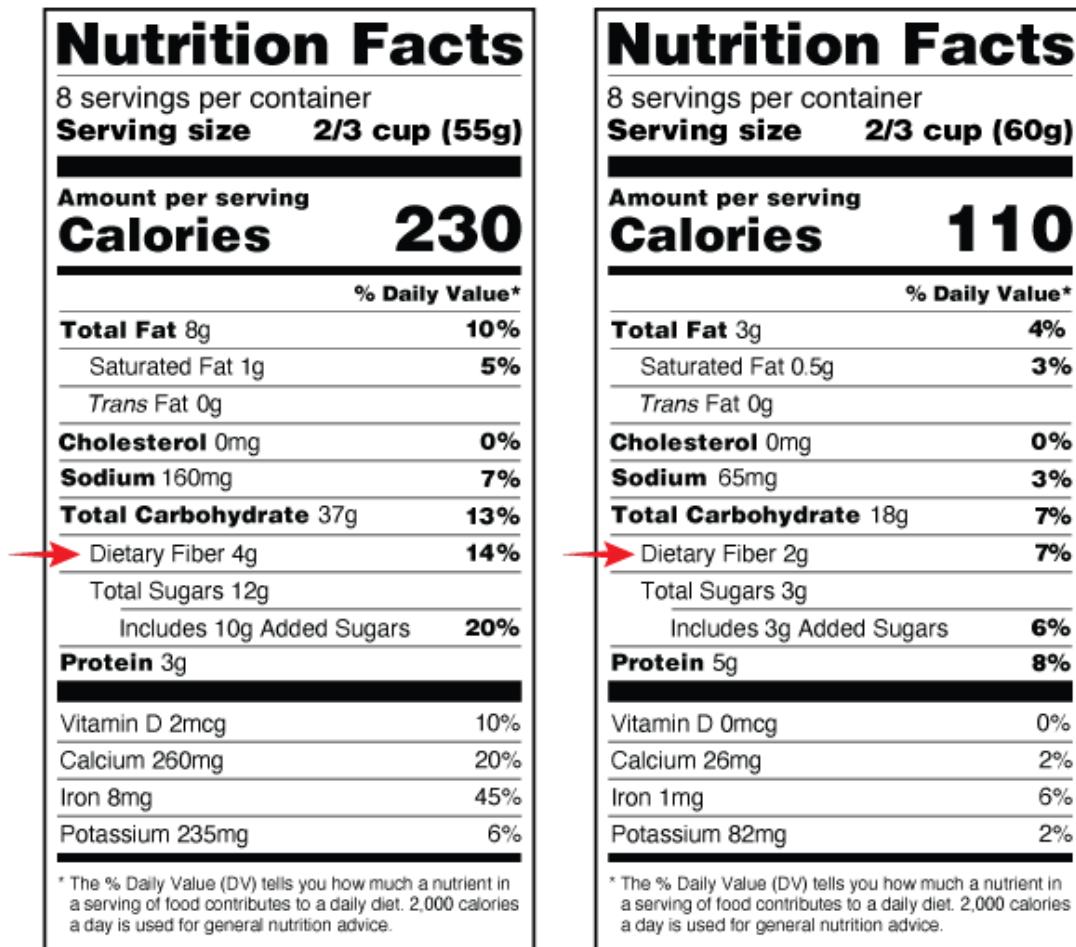 Nutrition Facts
8 servings per container
Serving size 2/3 cup (55g)
Amount per serving
Calories 230
% Daily Value*
Total Fat 8g 10%
Saturated Fat 1g 5%
Trans Fat 0g
Cholesterol 0mg 0%
Sodium 160mg 7%
Total Carbohydrate 37g 13%
Dietary Fiber 4g 14%
Total Sugars 12g
Includes 10g Added Sugars 20%
Protein 3g
Vitamin D 2mcg 10%
Calcium 260mg 20%
Iron 8mg 45%
Potassium 235mg 6%
* The % Daily Value (DV) tells you how much a nutrient in
a serving of food contributes to a daily diet. 2,000 calories
a day is used for general nutrition advice.
Nutrition Facts
8 servings per container
Serving size 2/3 cup (60g)
Amount per serving
Calories 110
% Daily Value*
Total Fat 3g 4%
Saturated Fat 0.5g 3%
Trans Fat 0g
Cholesterol 0mg 0%
Sodium 65mg 3%
Total Carbohydrate 18g 7%
Dietary Fiber 2g 7%
Total Sugars 3g
Includes 3g Added Sugars 6%
Protein 5g 8%
Vitamin D 0mcg 0%
Calcium 26mg 2%
Iron 1mg 6%
Potassium 82mg 2%
* The % Daily Value (DV) tells you how much a nutrient in
a serving of food contributes to a daily diet. 2,000 calories
a day is used for general nutrition advice.